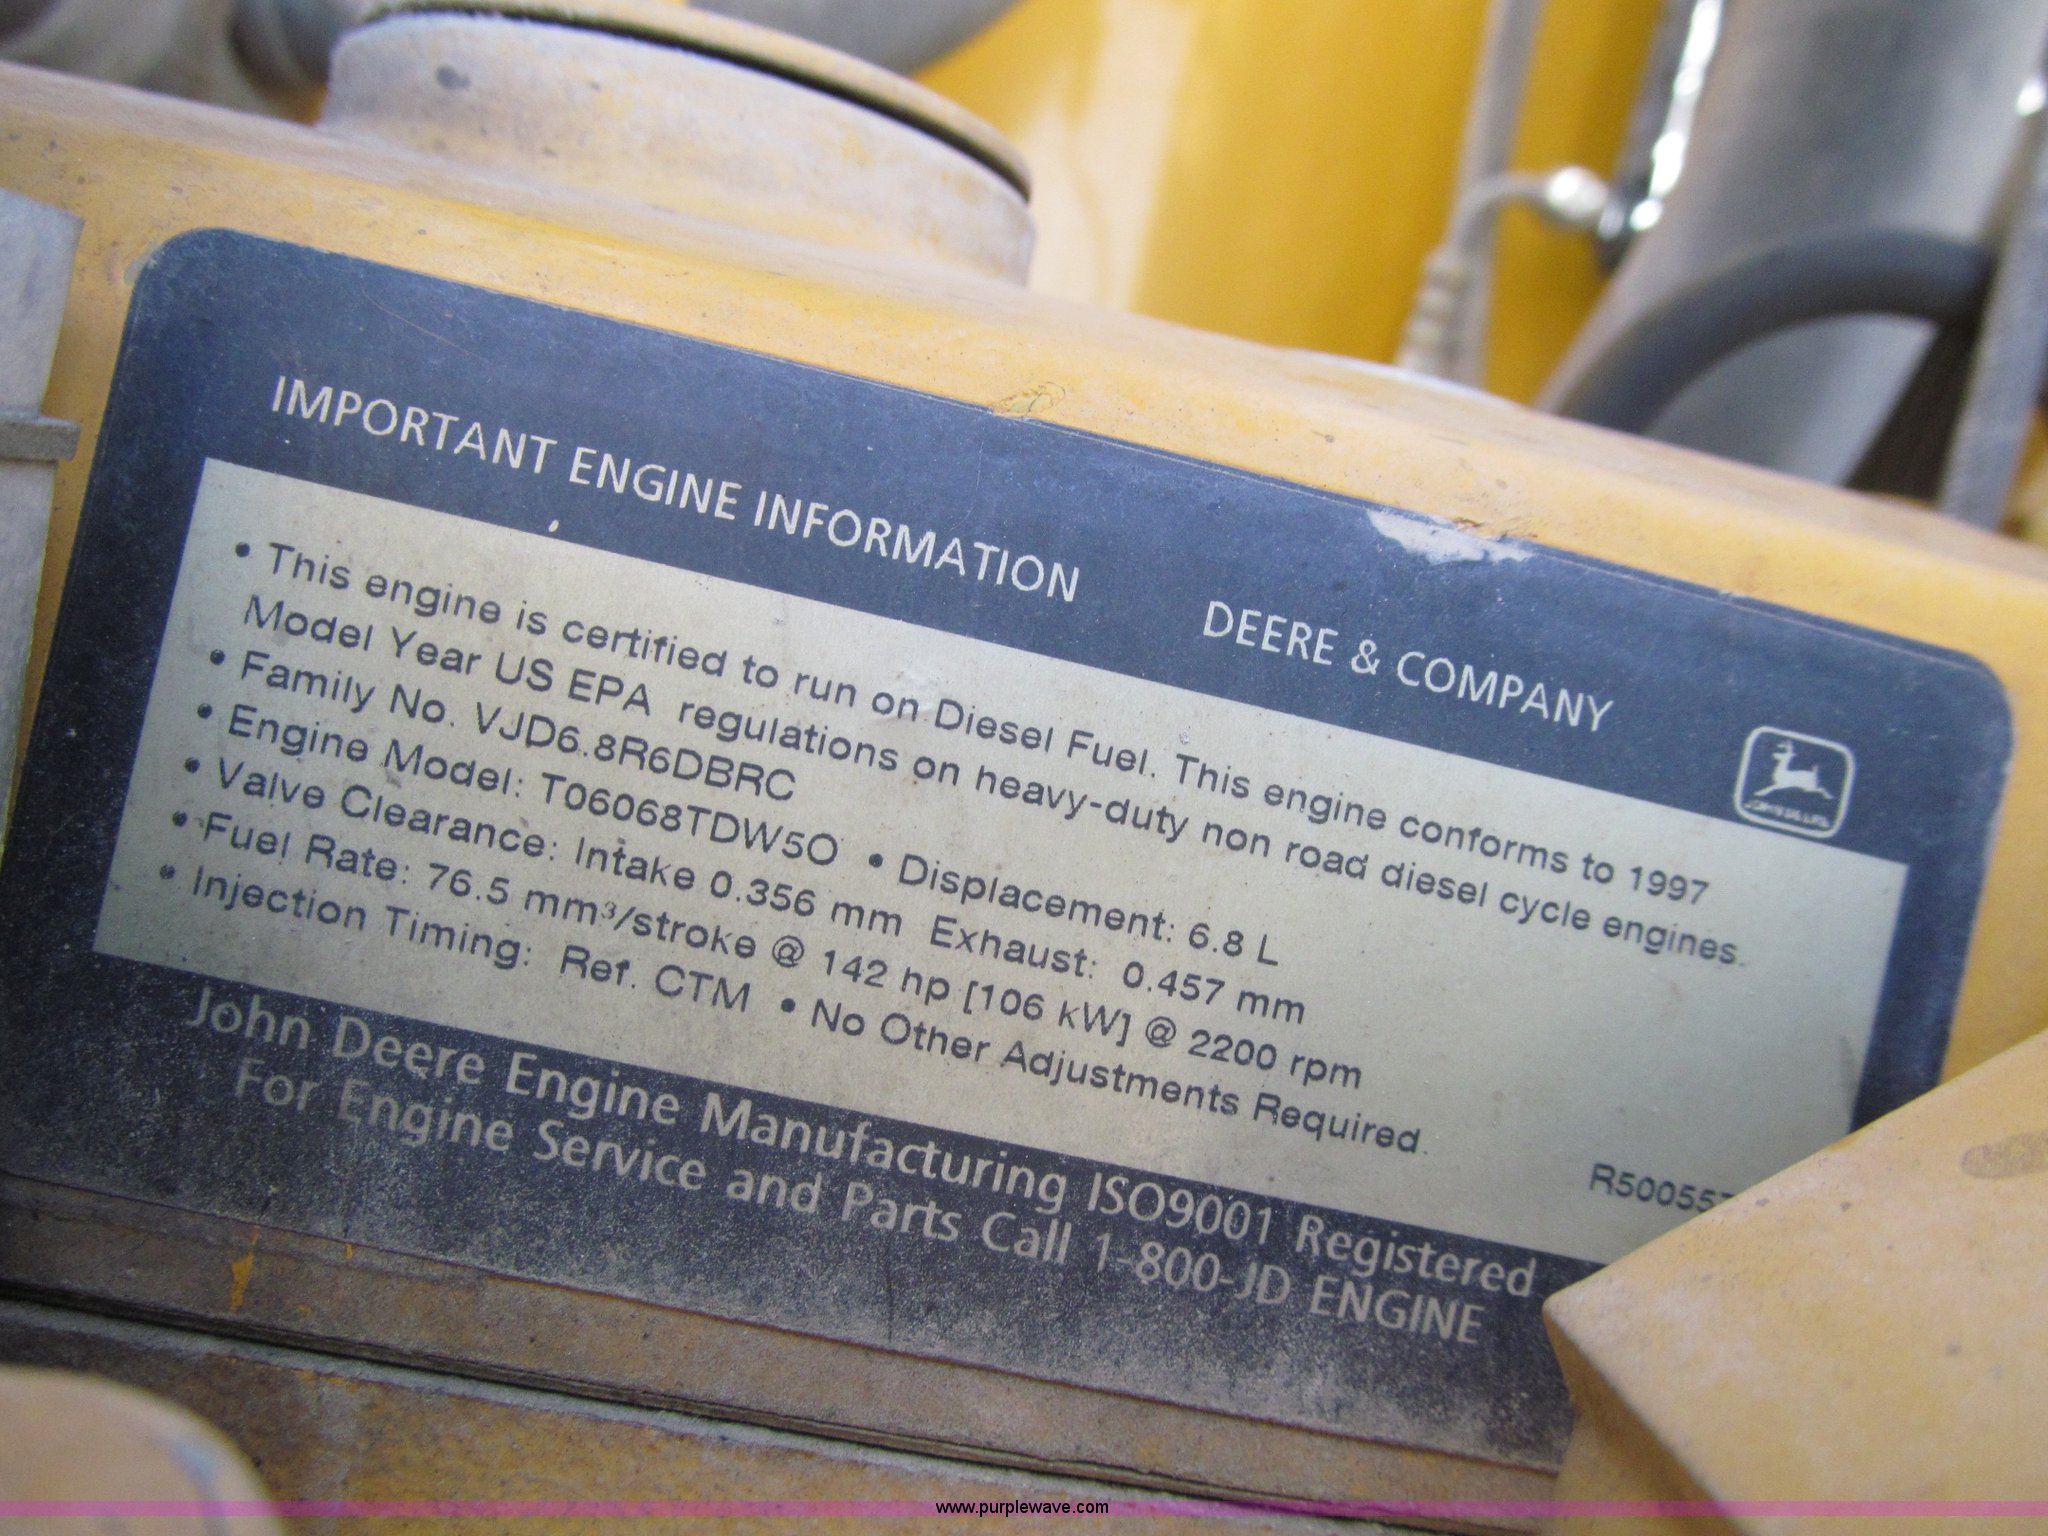 IMPORTANT ENGINE INFORMATION DEERE & COMPANY
JOHN DEERE
• This engine is certified to run on Diesel Fuel. This engine conforms to 1997
Model Year US EPA regulations on heavy-duty non road diesel cycle engines.
• Family No. VJD6.8R6DBRC
• Engine Model: T06068TDW50 • Displacement: 6.8 L
• Valve Clearance: Intake 0.356 mm Exhaust: 0.457 mm
• Fuel Rate: 76.5 mm³/stroke @ 142 hp [106 kW] @ 2200 rpm
• Injection Timing: Ref. CTM • No Other Adjustments Required.
John Deere Engine Manufacturing ISO9001 Registered
For Engine Service and Parts Call 1-800-JD ENGINE
www.purplewave.com